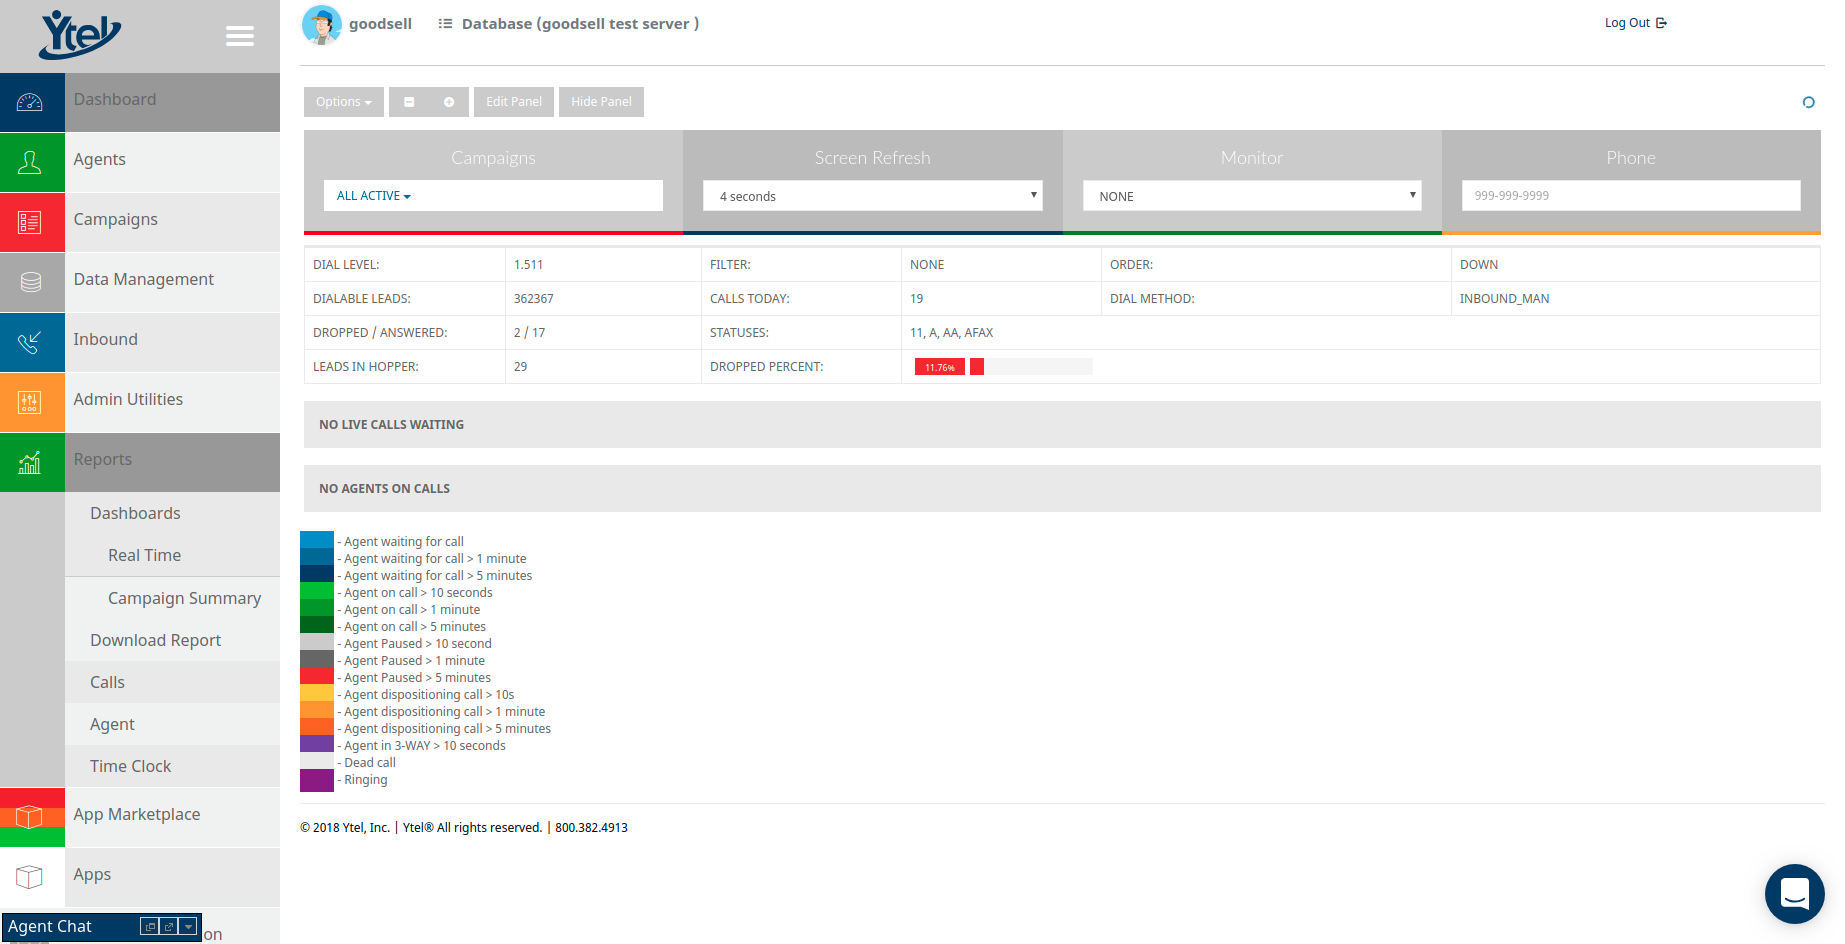 Ytel
goodsell
Database (goodsell test server )
Log Out
Dashboard
Agents
Campaigns
Data Management
Inbound
Admin Utilities
Reports
Dashboards
Real Time
Campaign Summary
Download Report
Calls
Agent
Time Clock
App Marketplace
Apps
on
Agent Chat
Options
Edit Panel
Hide Panel
Campaigns
ALL ACTIVE
Screen Refresh
4 seconds
Monitor
NONE
Phone
999-999-9999
DIAL LEVEL: 1.511 FILTER: NONE ORDER: DOWN
DIALABLE LEADS: 362367 CALLS TODAY: 19 DIAL METHOD: INBOUND_MAN
DROPPED / ANSWERED: 2 / 17 STATUSES: 11, A, AA, AFAX
LEADS IN HOPPER: 29 DROPPED PERCENT: 11.76%
NO LIVE CALLS WAITING
NO AGENTS ON CALLS
- Agent waiting for call
- Agent waiting for call > 1 minute
- Agent waiting for call > 5 minutes
- Agent on call > 10 seconds
- Agent on call > 1 minute
- Agent on call > 5 minutes
- Agent Paused > 10 second
- Agent Paused > 1 minute
- Agent Paused > 5 minutes
- Agent dispositioning call > 10s
- Agent dispositioning call > 1 minute
- Agent dispositioning call > 5 minutes
- Agent in 3-WAY > 10 seconds
- Dead call
- Ringing
© 2018 Ytel, Inc. | Ytel® All rights reserved. | 800.382.4913